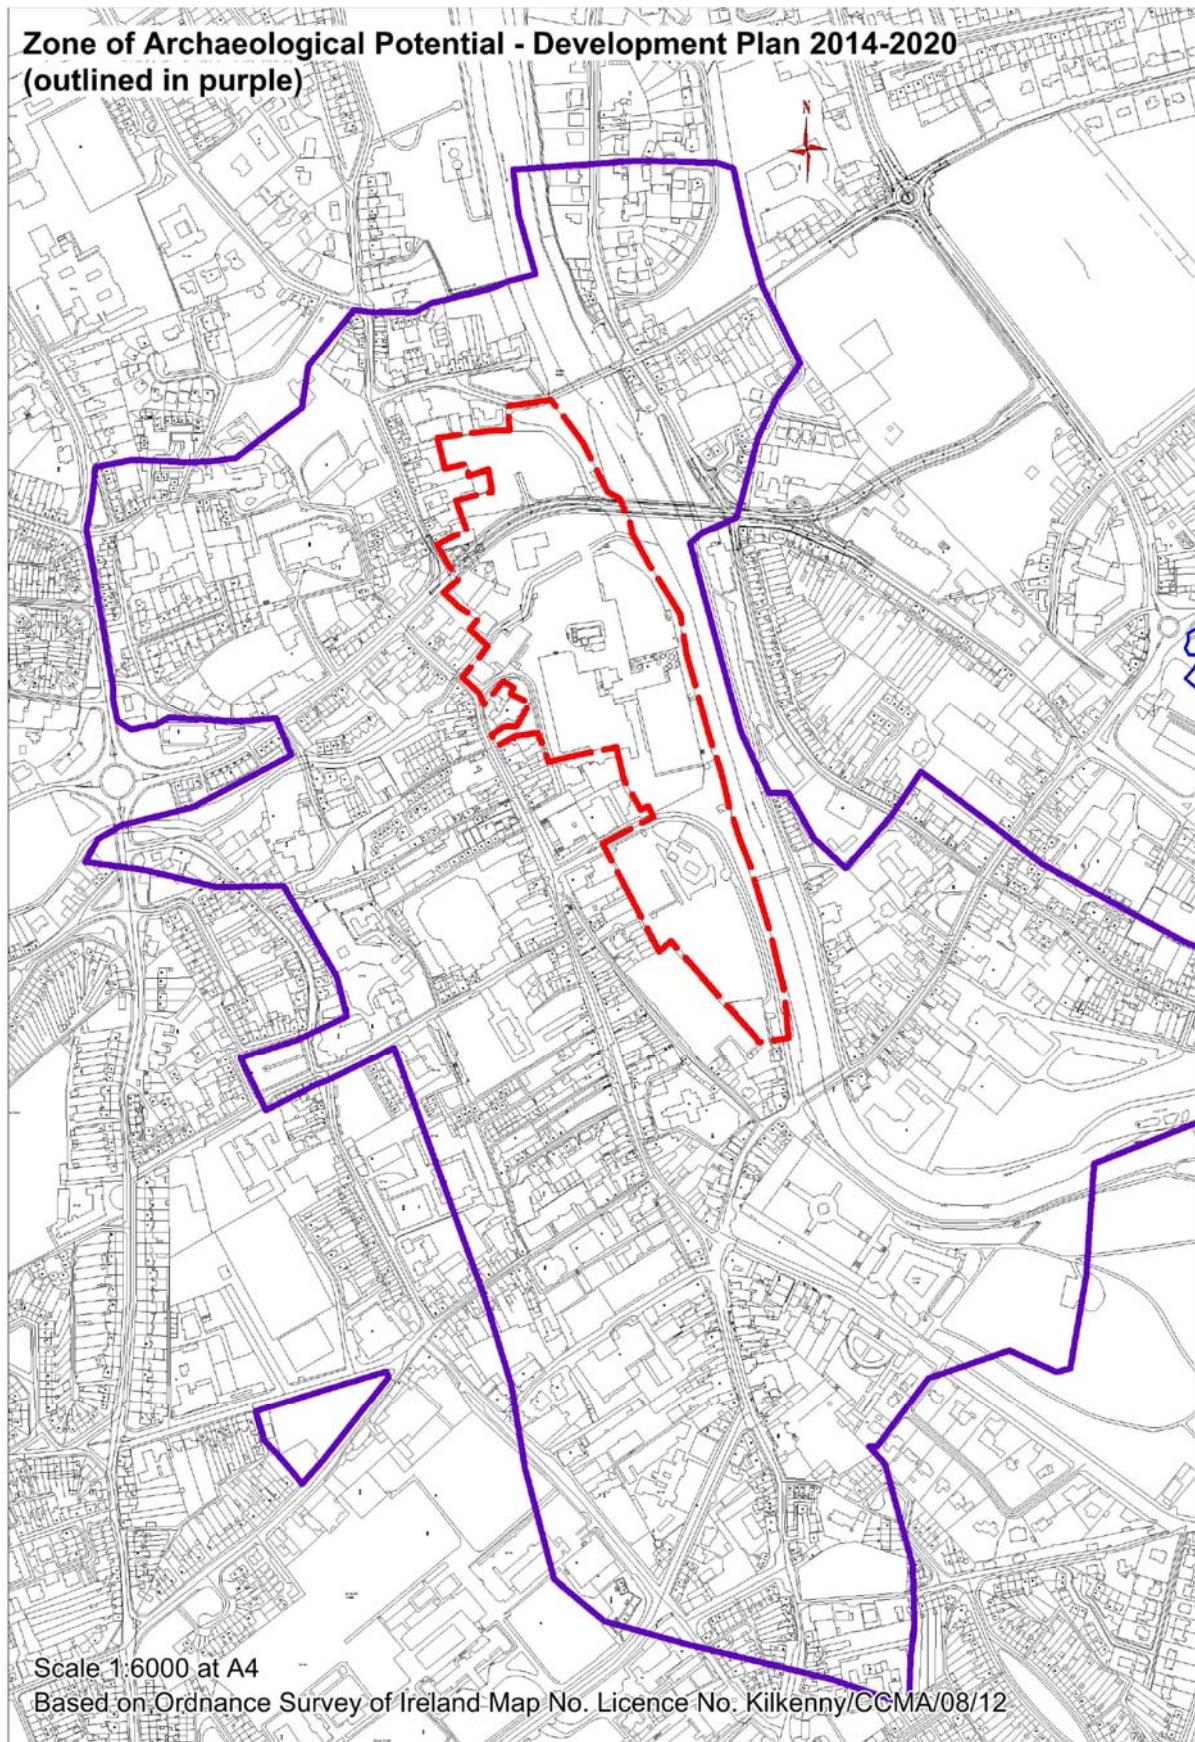 Zone of Archaeological Potential - Development Plan 2014-2020
(outlined in purple)
N
Scale 1:6000 at A4
Based on Ordnance Survey of Ireland Map No. Licence No. Kilkenny/CCMA/08/12